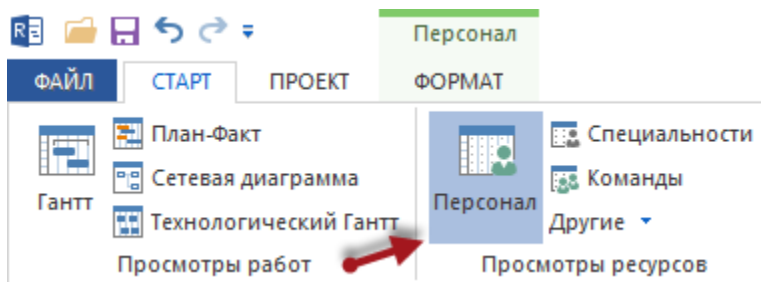 Персонал
ФАЙЛ СТАРТ ПРОЕКТ ФОРМАТ
План-Факт
Сетевая диаграмма
Технологический Гантт
Гантт
Просмотры работ
Персонал
Специальности
Команды
Другие
Просмотры ресурсов